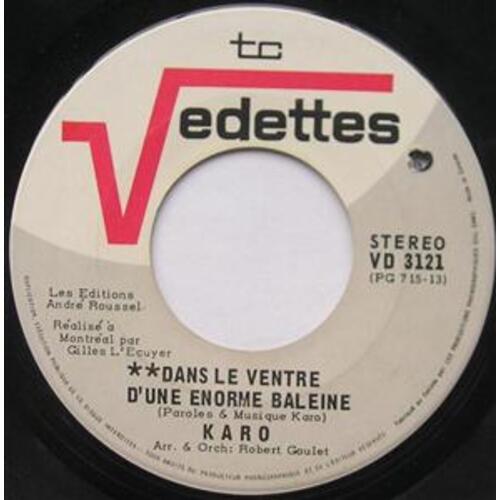 tc
Vedettes
STEREO
VD 3121
(PG 715-13)
Les Editions
André Roussel
Réalisé à
Montréal par
Gilles L'Ecuyer
**DANS LE VENTRE
D'UNE ENORME BALEINE
(Paroles & Musique Karo)
KARO
Arr. & Orch: Robert Goulet